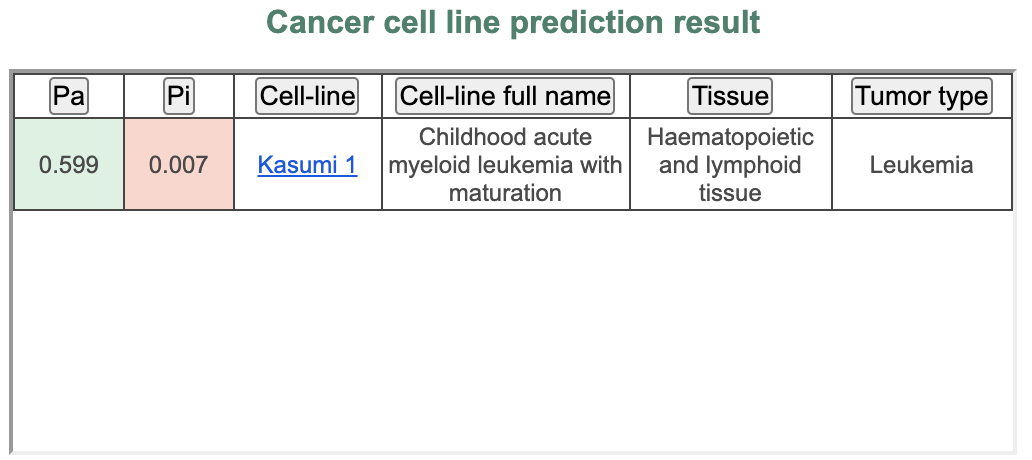 Cancer cell line prediction result
Pa Pi Cell-line Cell-line full name Tissue Tumor type
0.599 0.007 Kasumi 1 Childhood acute myeloid leukemia with maturation Haematopoietic and lymphoid tissue Leukemia